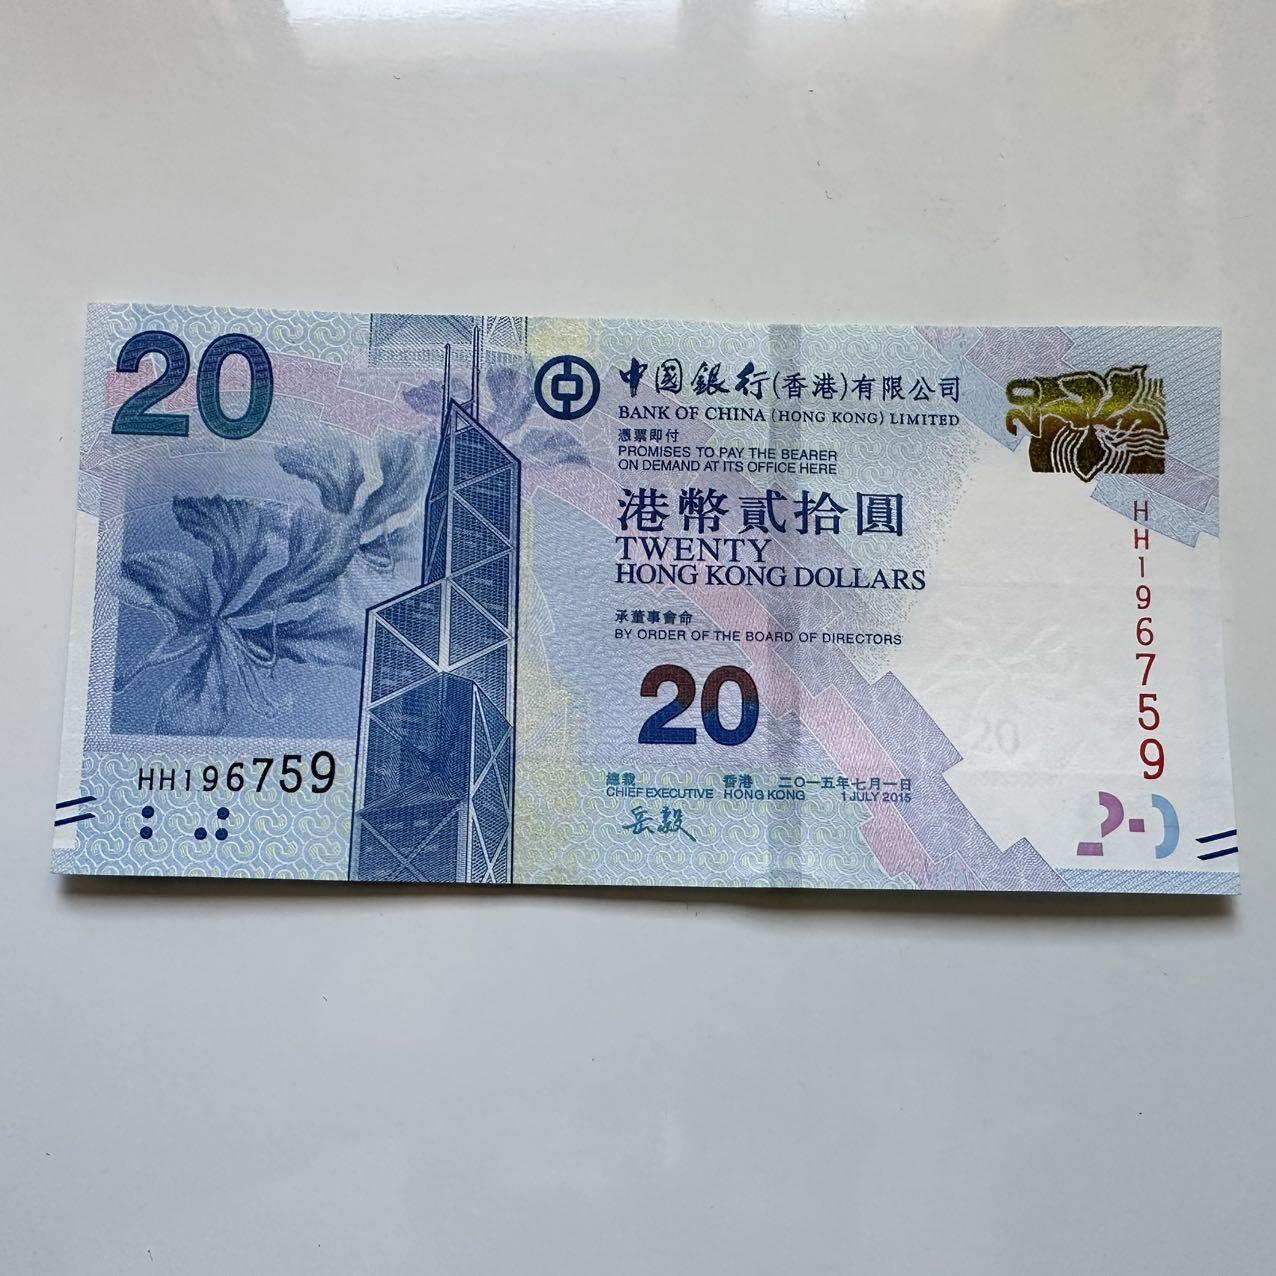 20
中国銀行(香港)有限公司
BANK OF CHINA (HONG KONG) LIMITED
憑票即付
PROMISES TO PAY THE BEARER
ON DEMAND AT ITS OFFICE HERE
港幣貳拾圓
TWENTY
HONG KONG DOLLARS
承董事會命
BY ORDER OF THE BOARD OF DIRECTORS
20
總裁 香港 二〇一五年七月一日
CHIEF EXECUTIVE HONG KONG 1 JULY 2015
岳毅
HH196759
20
HH196759
20